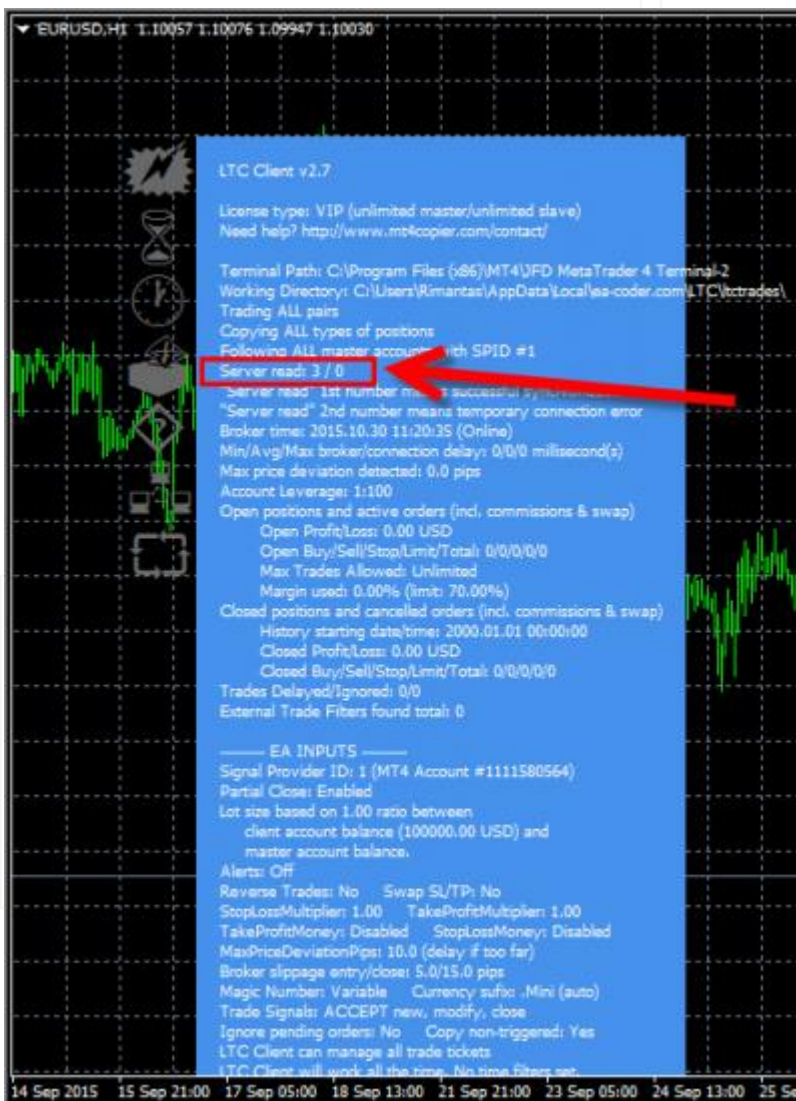 EURUSD,H1 1.10057 1.10076 1.09947 1.10030
LTC Client v2.7
License type: VIP (unlimited master/unlimited slave)
Need help? http://www.mt4copier.com/contact/
Terminal Path: C:\Program Files (x86)\MT4\JFD MetaTrader 4 Terminal-2
Working Directory: C:\Users\Rimantas\AppData\Local\ea-coder.com\LTC\tctrades\
Trading ALL pairs
Copying ALL types of positions
Following ALL master accounts with SPID #1
Server read: 3 / 0
"Server read" 1st number means successful
"Server read" 2nd number means temporary connection error
Broker time: 2015.10.30 11:20:35 (Online)
Min/Avg/Max broker/connection delay: 0/0/0 millisecond(s)
Max price deviation detected: 0.0 pips
Account Leverage: 1:100
Open positions and active orders (incl. commissions & swap)
Open Profit/Loss: 0.00 USD
Open Buy/Sell/Stop/Limit/Total: 0/0/0/0/0
Max Trades Allowed: Unlimited
Margin used: 0.00% (limit: 70.00%)
Closed positions and cancelled orders (incl. commissions & swap)
History starting date/time: 2000.01.01 00:00:00
Closed Profit/Loss: 0.00 USD
Closed Buy/Sell/Stop/Limit/Total: 0/0/0/0/0
Trades Delayed/Ignored: 0/0
External Trade Filters found total: 0
—— EA INPUTS ——
Signal Provider ID: 1 (MT4 Account #1111580564)
Partial Close: Enabled
Lot size based on 1.00 ratio between
client account balance (100000.00 USD) and
master account balance.
Alerts: Off
Reverse Trades: No Swap SL/TP: No
StopLossMultiplier: 1.00 TakeProfitMultiplier: 1.00
TakeProfitMoney: Disabled StopLossMoney: Disabled
MaxPriceDeviationPips: 10.0 (delay if too far)
Broker slippage entry/close: 5.0/15.0 pips
Magic Number: Variable Currency sufix: .Mini (auto)
Trade Signals: ACCEPT new, modify, close
Ignore pending orders: No Copy non-triggered: Yes
LTC Client can manage all trade tickets
LTC Client will work all the time. No time filters set.
14 Sep 2015 15 Sep 21:00 17 Sep 05:00 18 Sep 13:00 21 Sep 21:00 23 Sep 05:00 24 Sep 13:00 25 Se